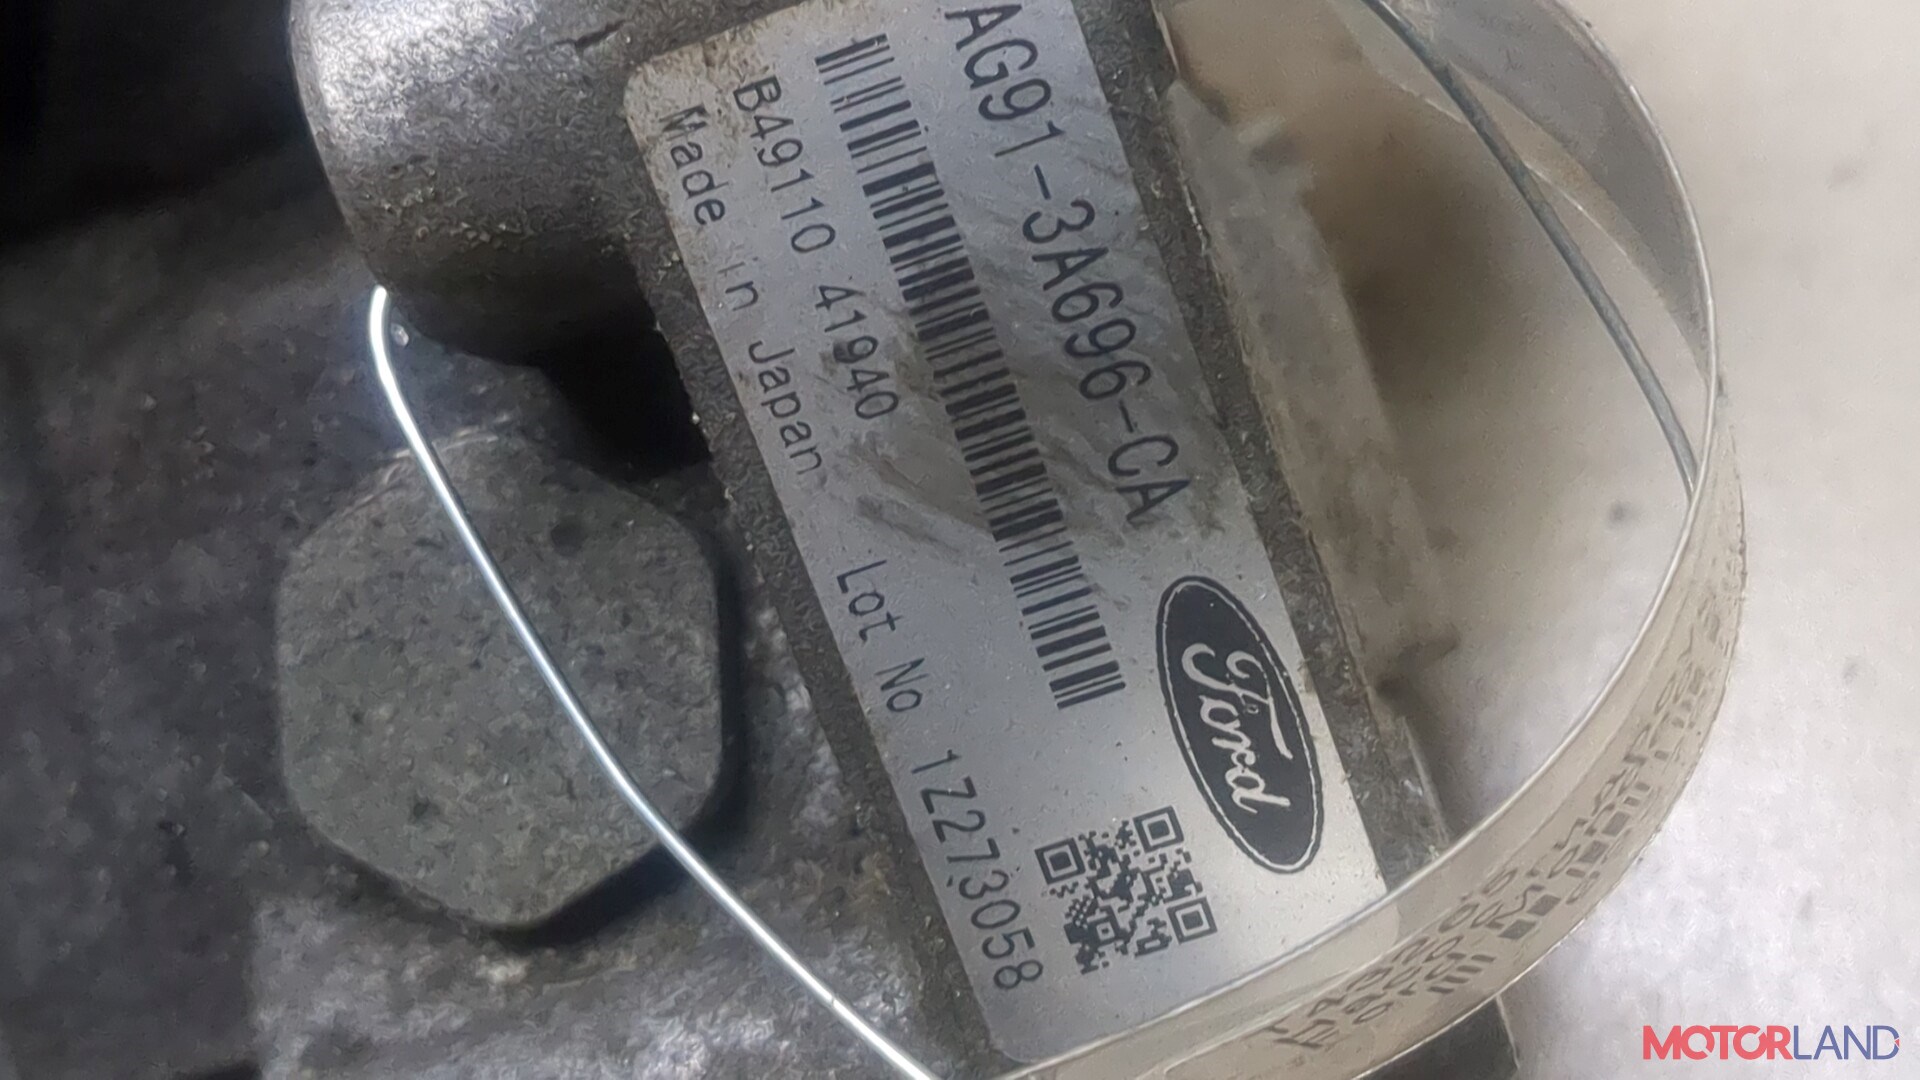 AG91-3A696-CA
B49110 41940
Made in Japan Lot No 1Z273058
Ford
MOTORLAND